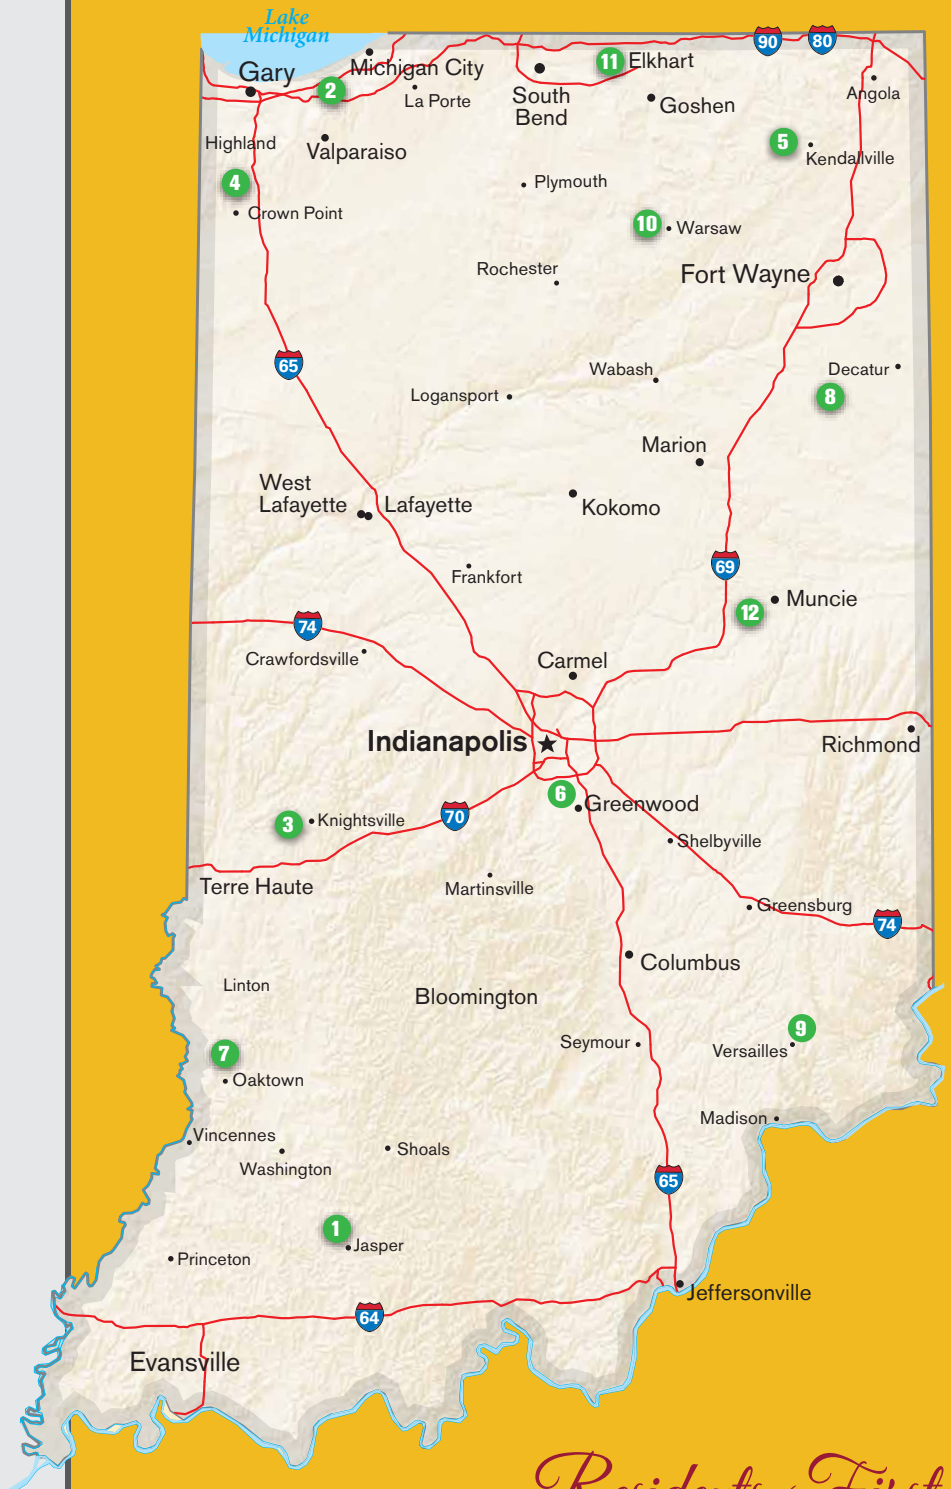 Lake
Michigan
90
80
Gary
Michigan City
11
Elkhart
2
La Porte
South
Bend
Goshen
Angola
Highland
Valparaiso
5
Kendallville
4
Crown Point
Plymouth
10
Warsaw
Rochester
Fort Wayne
65
Wabash
Decatur
Logansport
8
Marion
West
Lafayette
Lafayette
Kokomo
69
Frankfort
12
Muncie
74
Crawfordsville
Carmel
Indianapolis
Richmond
6
Greenwood
3
Knightsville
70
Shelbyville
Terre Haute
Martinsville
Greensburg
74
Columbus
Linton
Bloomington
9
7
Seymour
Versailles
Oaktown
Madison
Vincennes
Shoals
Washington
65
1
Jasper
Princeton
Jeffersonville
64
Evansville